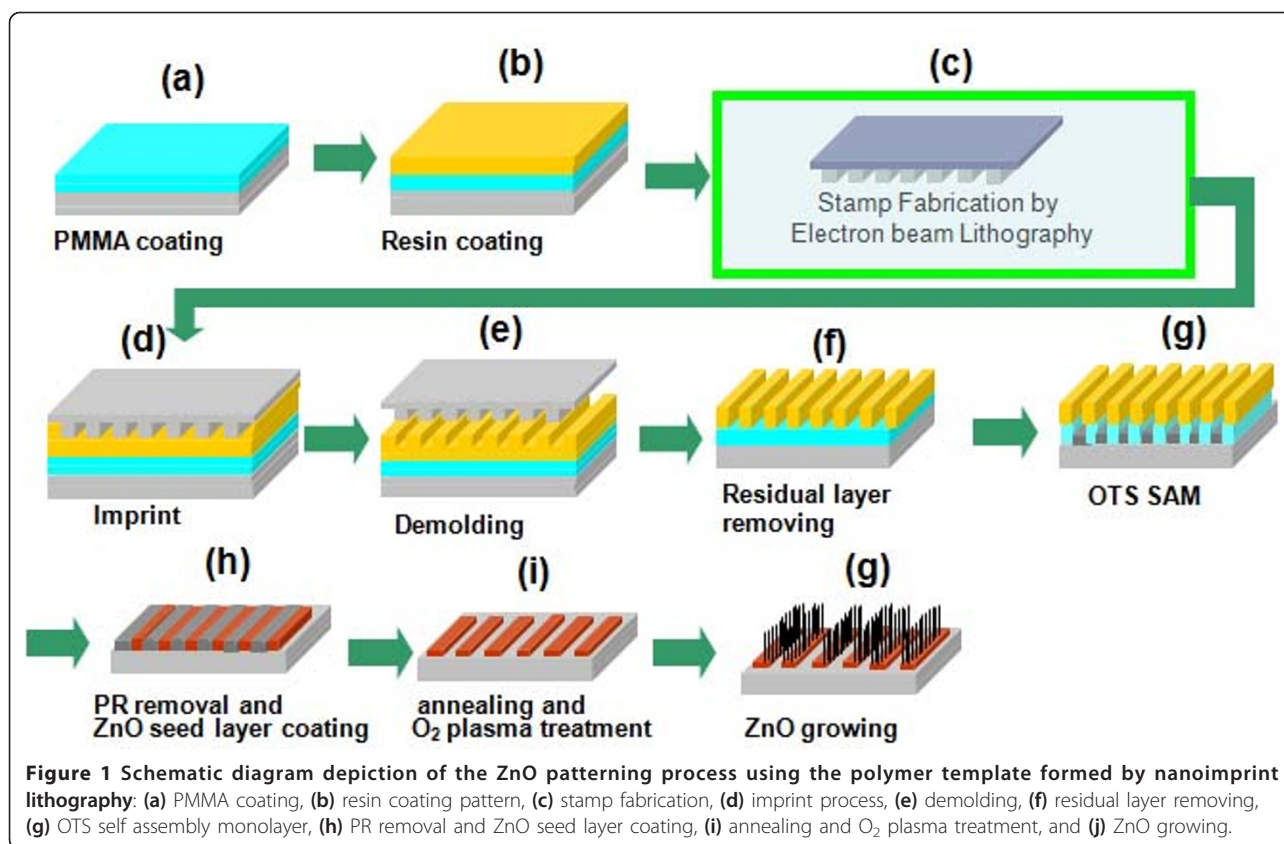 (a)
(b)
(c)
PMMA coating
Resin coating
Stamp Fabrication by
Electron beam Lithography
(d)
(e)
(f)
(g)
Imprint
Demolding
Residual layer
removing
OTS SAM
(h)
(i)
(g)
PR removal and
ZnO seed layer coating
annealing and
O₂ plasma treatment
ZnO growing
Figure 1 Schematic diagram depiction of the ZnO patterning process using the polymer template formed by nanoimprint
lithography: (a) PMMA coating, (b) resin coating pattern, (c) stamp fabrication, (d) imprint process, (e) demolding, (f) residual layer removing,
(g) OTS self assembly monolayer, (h) PR removal and ZnO seed layer coating, (i) annealing and O₂ plasma treatment, and (j) ZnO growing.